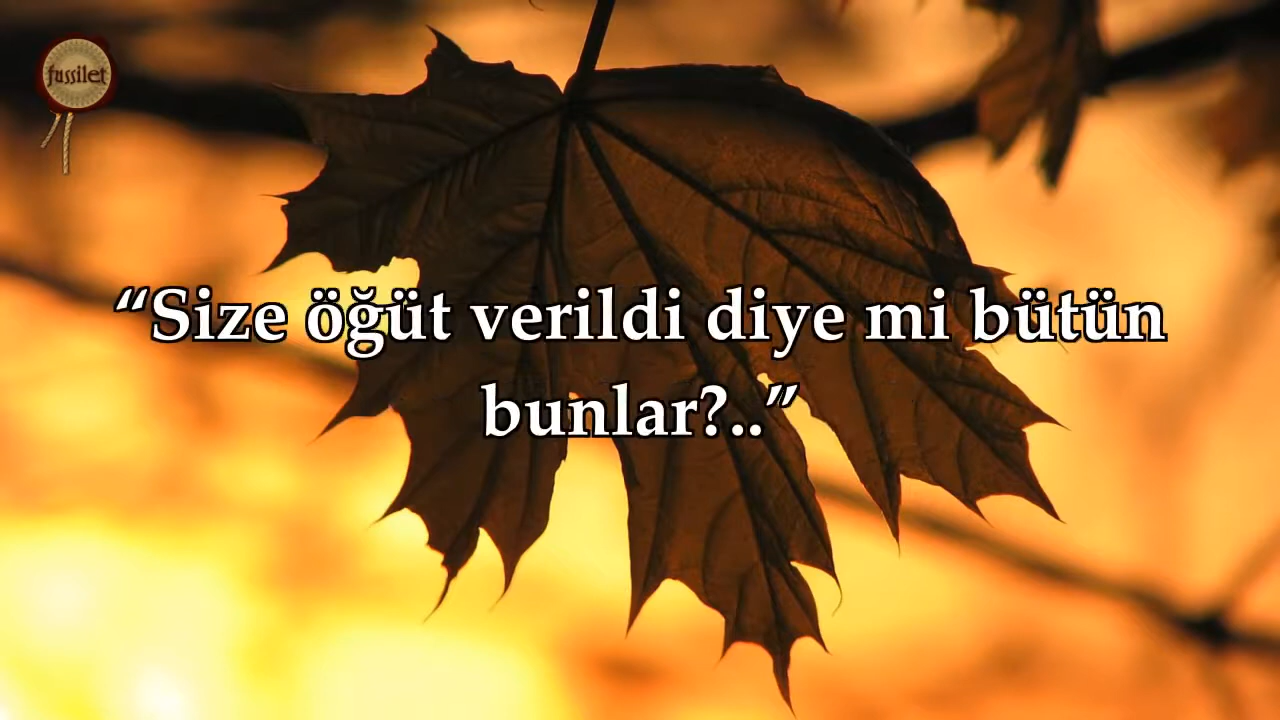 fussilet
“Size öğüt verildi diye mi bütün
bunlar?..”